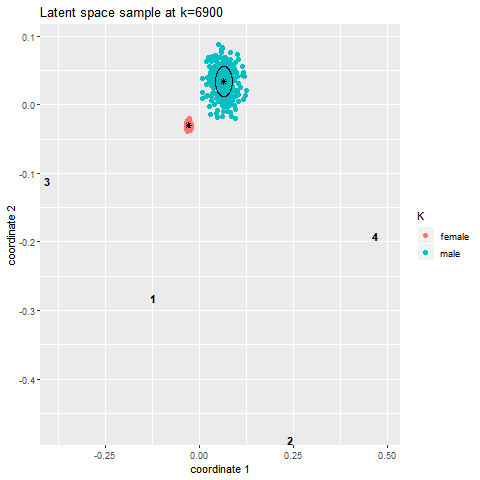 Latent space sample at k=6900
0.1
0.0
-0.1
-0.2
-0.3
-0.4
coordinate 2
3
4
1
2
-0.25
0.00
0.25
0.50
coordinate 1
K
female
male